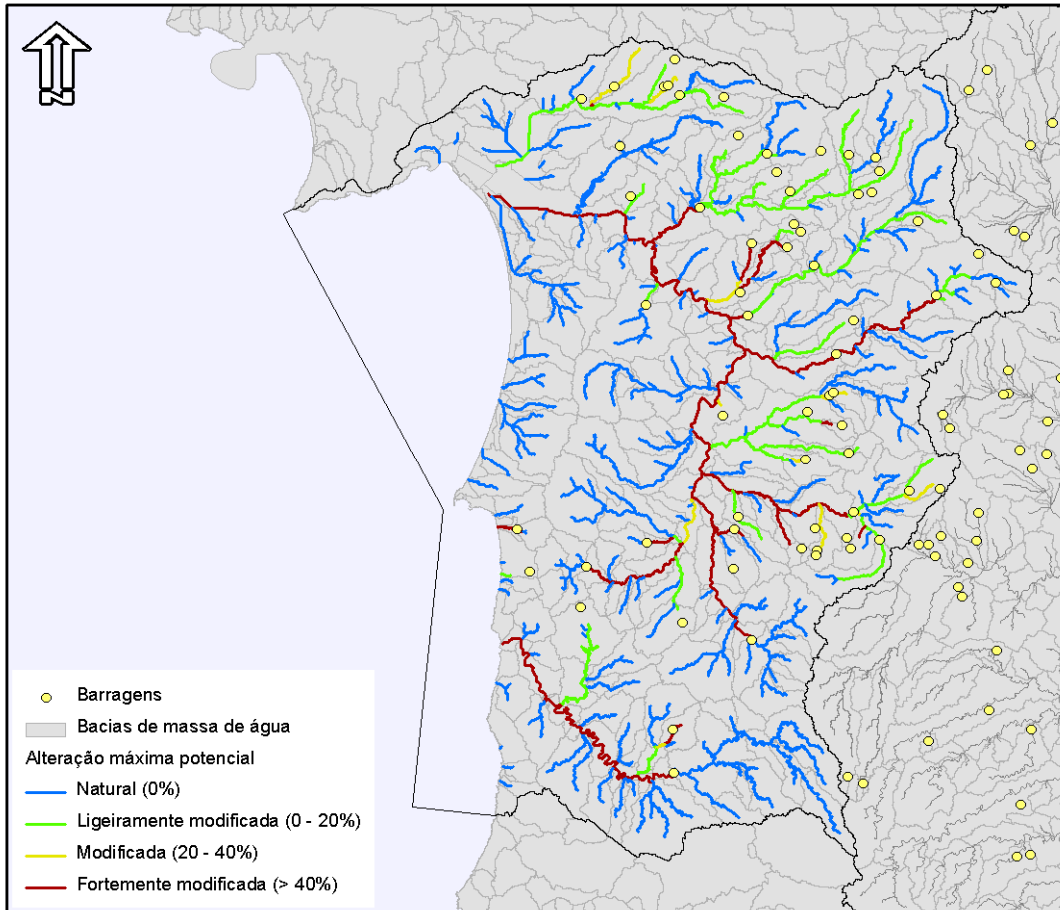 N
Barragens
Bacias de massa de água
Alteração máxima potencial
Natural (0%)
Ligeiramente modificada (0 - 20%)
Modificada (20 - 40%)
Fortemente modificada (> 40%)